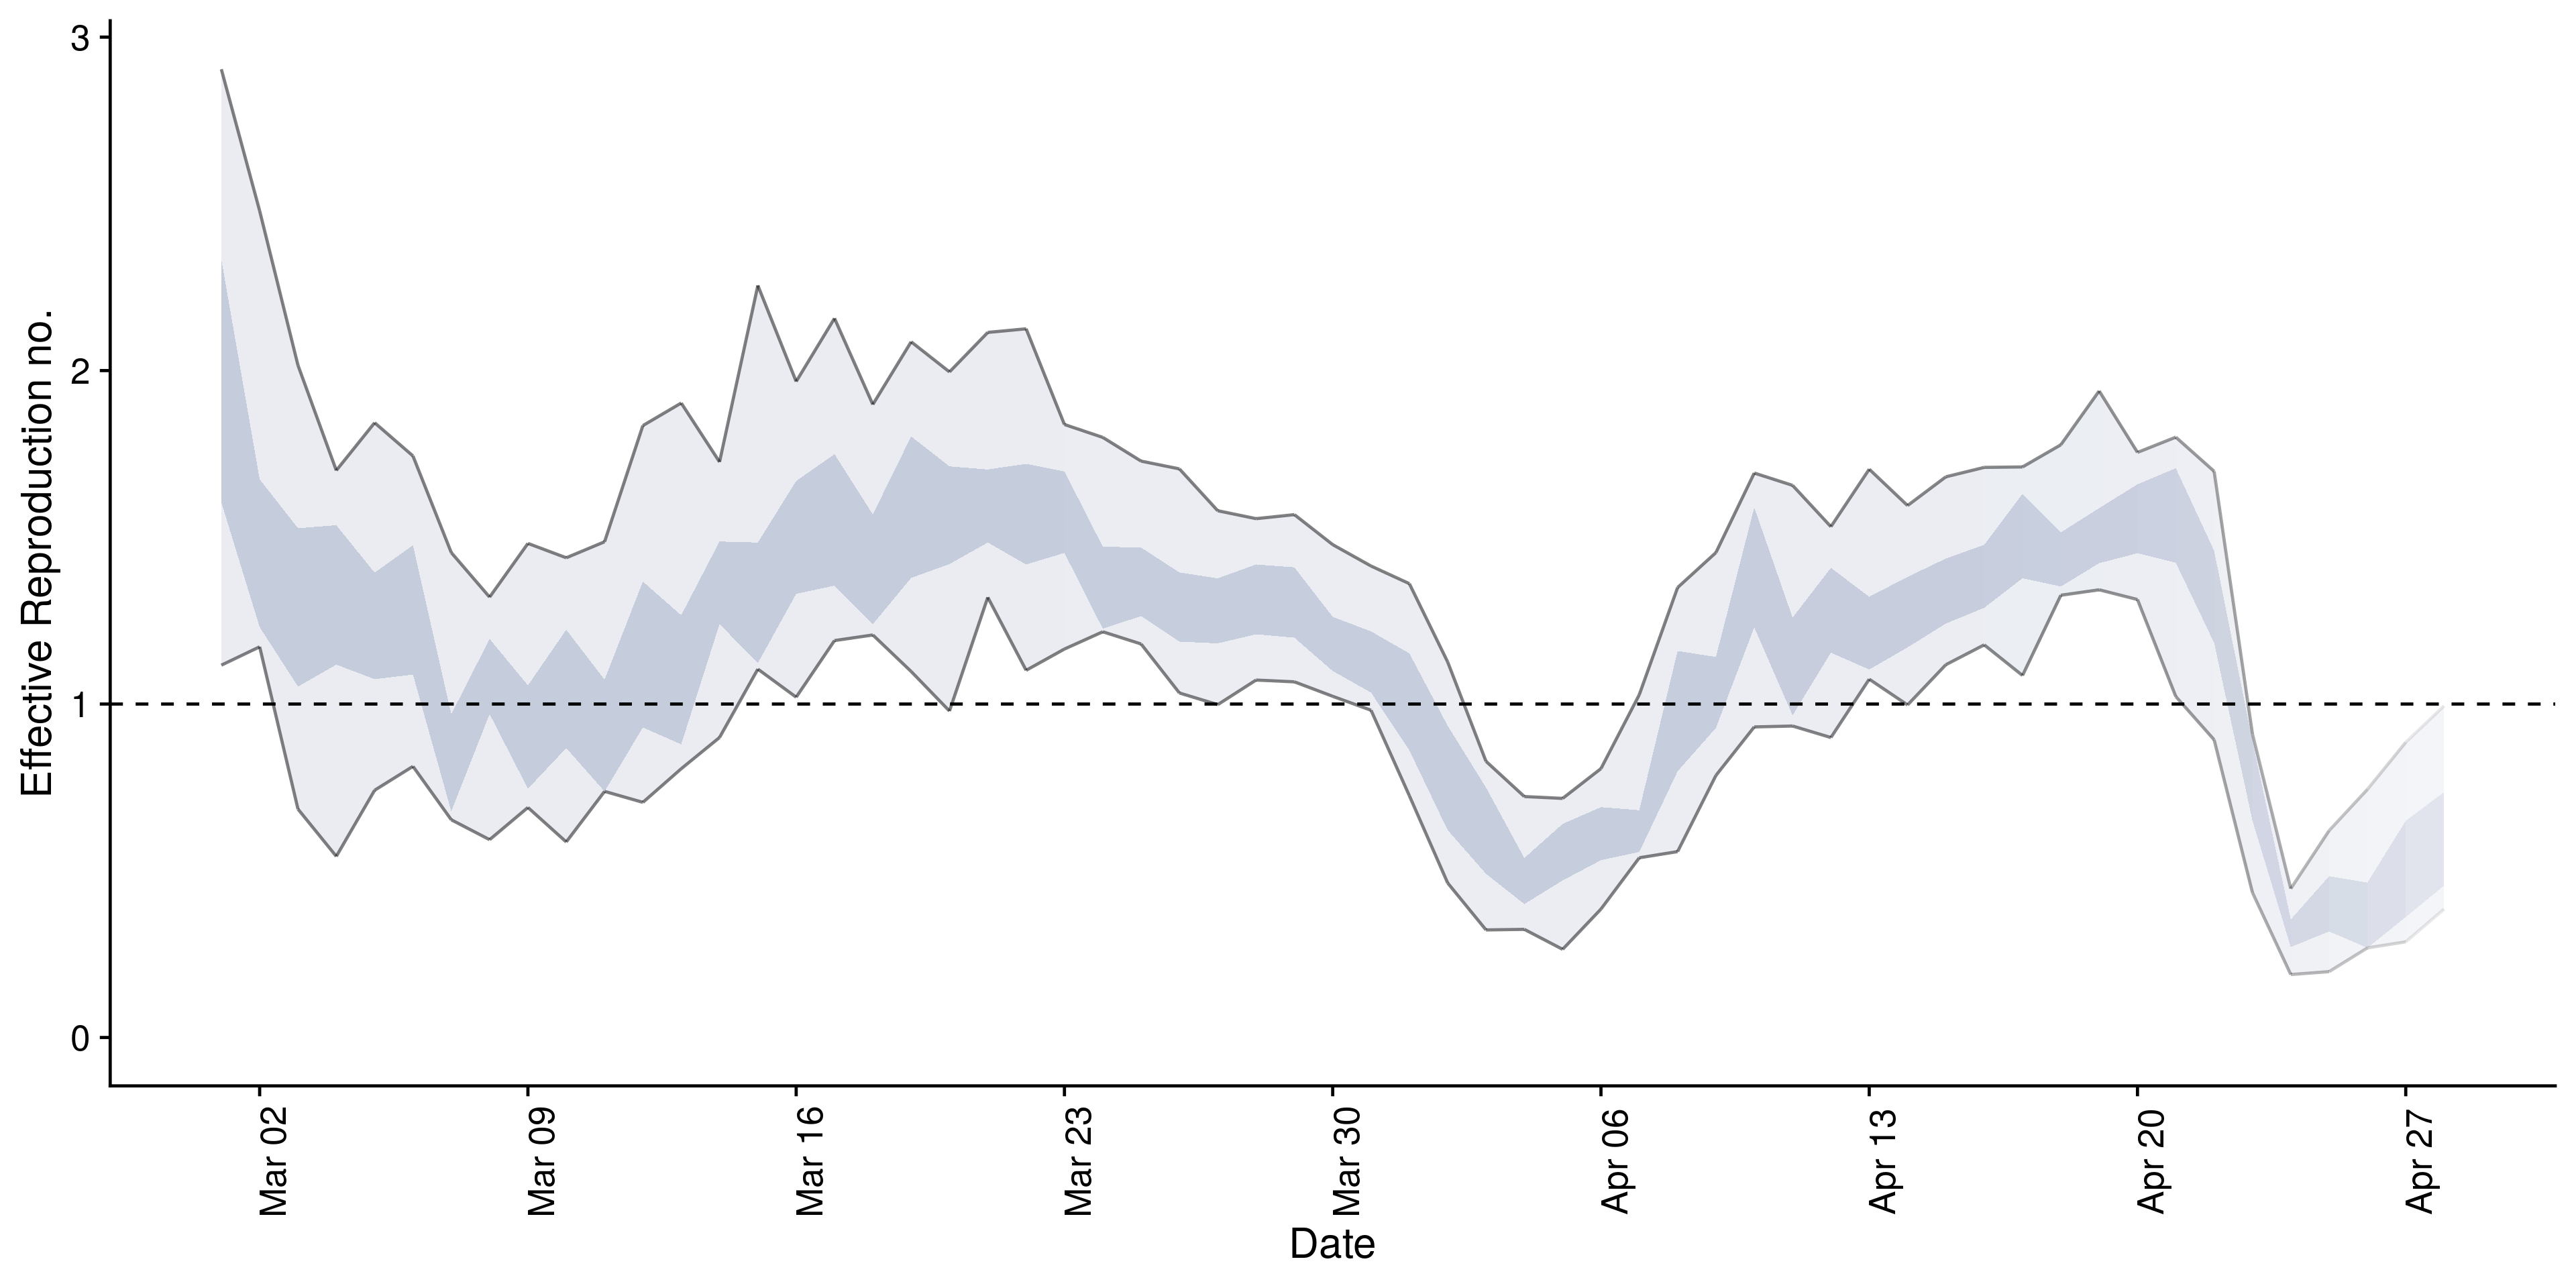 Effective Reproduction no.
3
2
1
0
Mar 02
Mar 09
Mar 16
Mar 23
Mar 30
Apr 06
Apr 13
Apr 20
Apr 27
Date